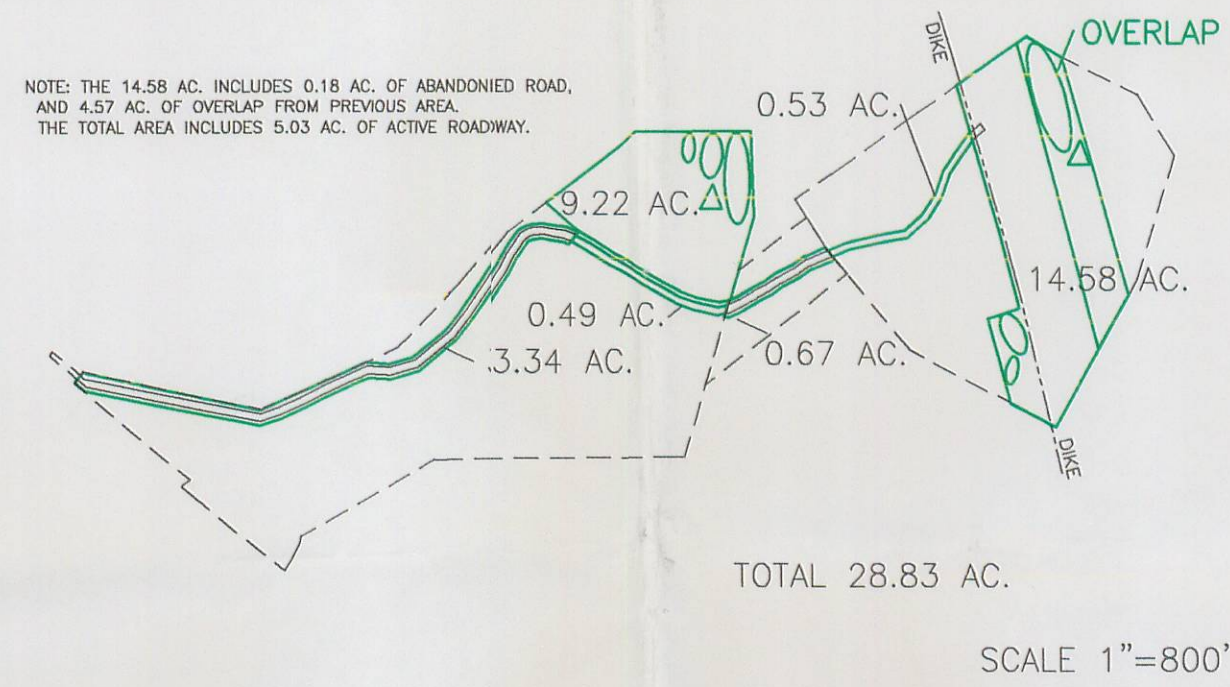 NOTE: THE 14.58 AC. INCLUDES 0.18 AC. OF ABANDONIED ROAD,
AND 4.57 AC. OF OVERLAP FROM PREVIOUS AREA.
THE TOTAL AREA INCLUDES 5.03 AC. OF ACTIVE ROADWAY.
DIKE
OVERLAP
0.53 AC.
9.22 AC.
14.58 AC.
0.49 AC.
3.34 AC.
0.67 AC.
DIKE
TOTAL 28.83 AC.
SCALE 1"=800'